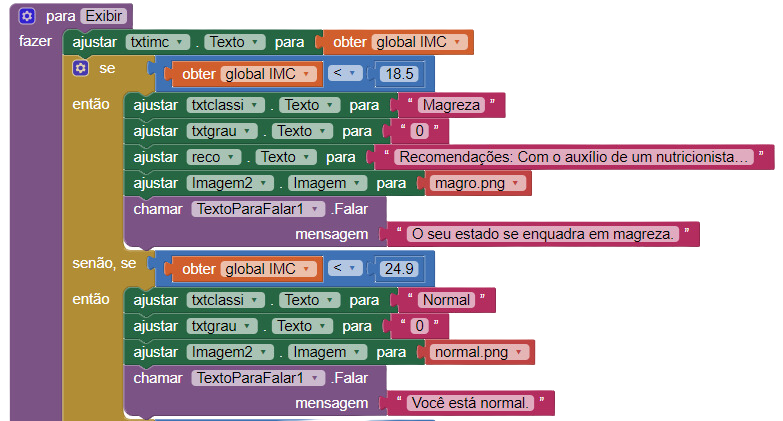 para Exibir
fazer ajustar txtimc . Texto para obter global IMC
se obter global IMC < 18.5
então ajustar txtclassi . Texto para “ Magreza ”
ajustar txtgrau . Texto para “ 0 ”
ajustar reco . Texto para “ Recomendações: Com o auxílio de um nutricionista... ”
ajustar Imagem2 . Imagem para magro.png
chamar TextoParaFalar1 .Falar
mensagem “ O seu estado se enquadra em magreza. ”
senão, se obter global IMC < 24.9
então ajustar txtclassi . Texto para “ Normal ”
ajustar txtgrau . Texto para “ 0 ”
ajustar Imagem2 . Imagem para normal.png
chamar TextoParaFalar1 .Falar
mensagem “ Você está normal. ”